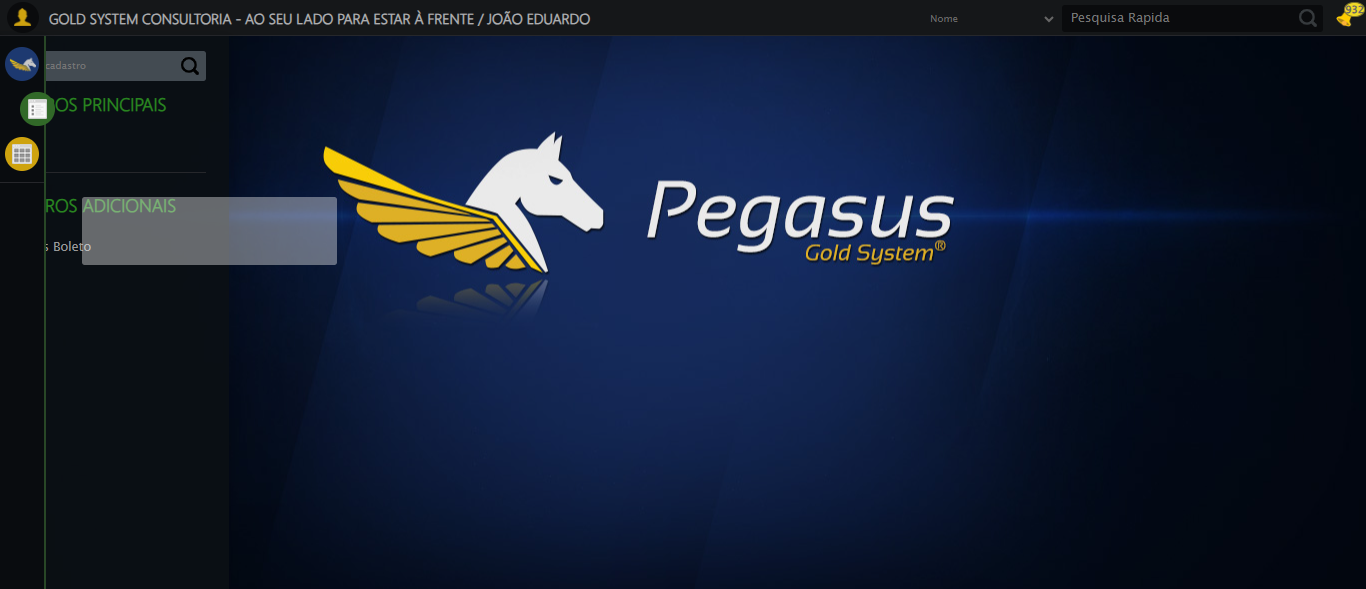 GOLD SYSTEM CONSULTORIA - AO SEU LADO PARA ESTAR À FRENTE / JOÃO EDUARDO
Nome
Pesquisa Rapida
932
cadastro
OS PRINCIPAIS
ROS ADICIONAIS
s Boleto
Pegasus
Gold System®